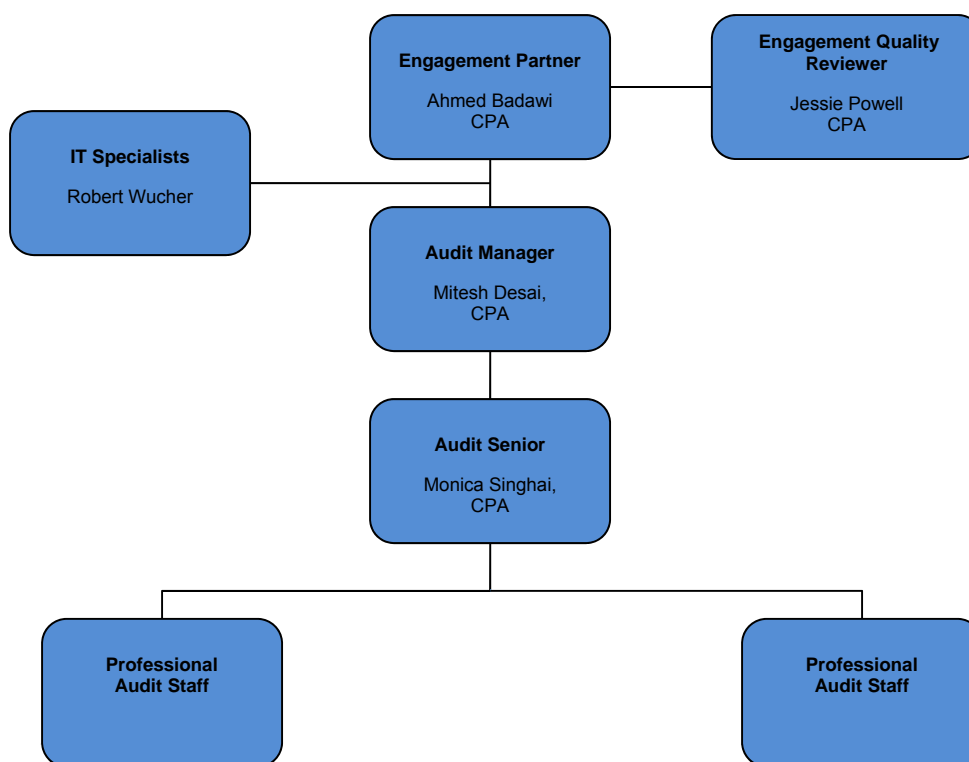 Engagement Partner
Ahmed Badawi
CPA
Engagement Quality
Reviewer
Jessie Powell
CPA
IT Specialists
Robert Wucher
Audit Manager
Mitesh Desai,
CPA
Audit Senior
Monica Singhai,
CPA
Professional
Audit Staff
Professional
Audit Staff